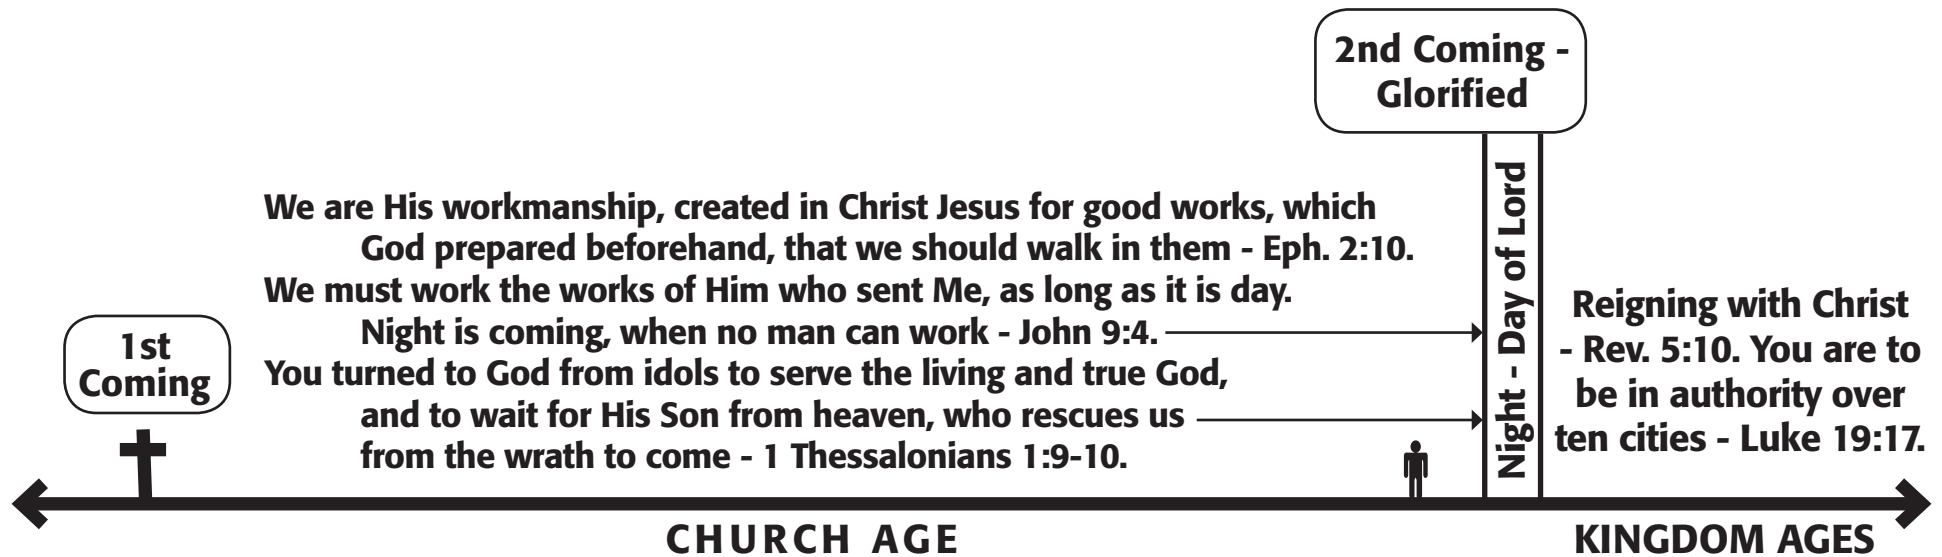 2nd Coming -
Glorified
We are His workmanship, created in Christ Jesus for good works, which
God prepared beforehand, that we should walk in them - Eph. 2:10.
We must work the works of Him who sent Me, as long as it is day.
Night is coming, when no man can work - John 9:4.
You turned to God from idols to serve the living and true God,
and to wait for His Son from heaven, who rescues us
from the wrath to come - 1 Thessalonians 1:9-10.
1st
Coming
Night - Day of Lord
Reigning with Christ
- Rev. 5:10. You are to
be in authority over
ten cities - Luke 19:17.
CHURCH AGE
KINGDOM AGES